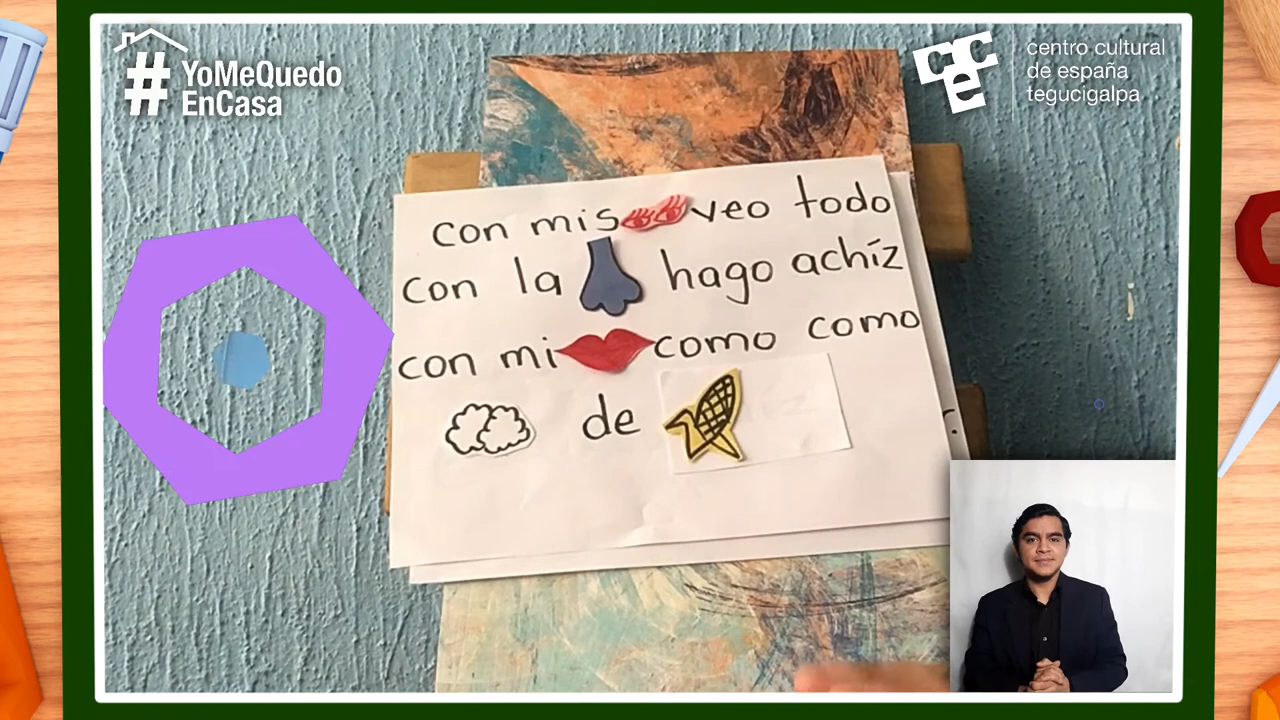 #YoMeQuedo
EnCasa
centro cultural
de españa
tegucigalpa
con mis veo todo
con la hago achíz
con mi como como
de